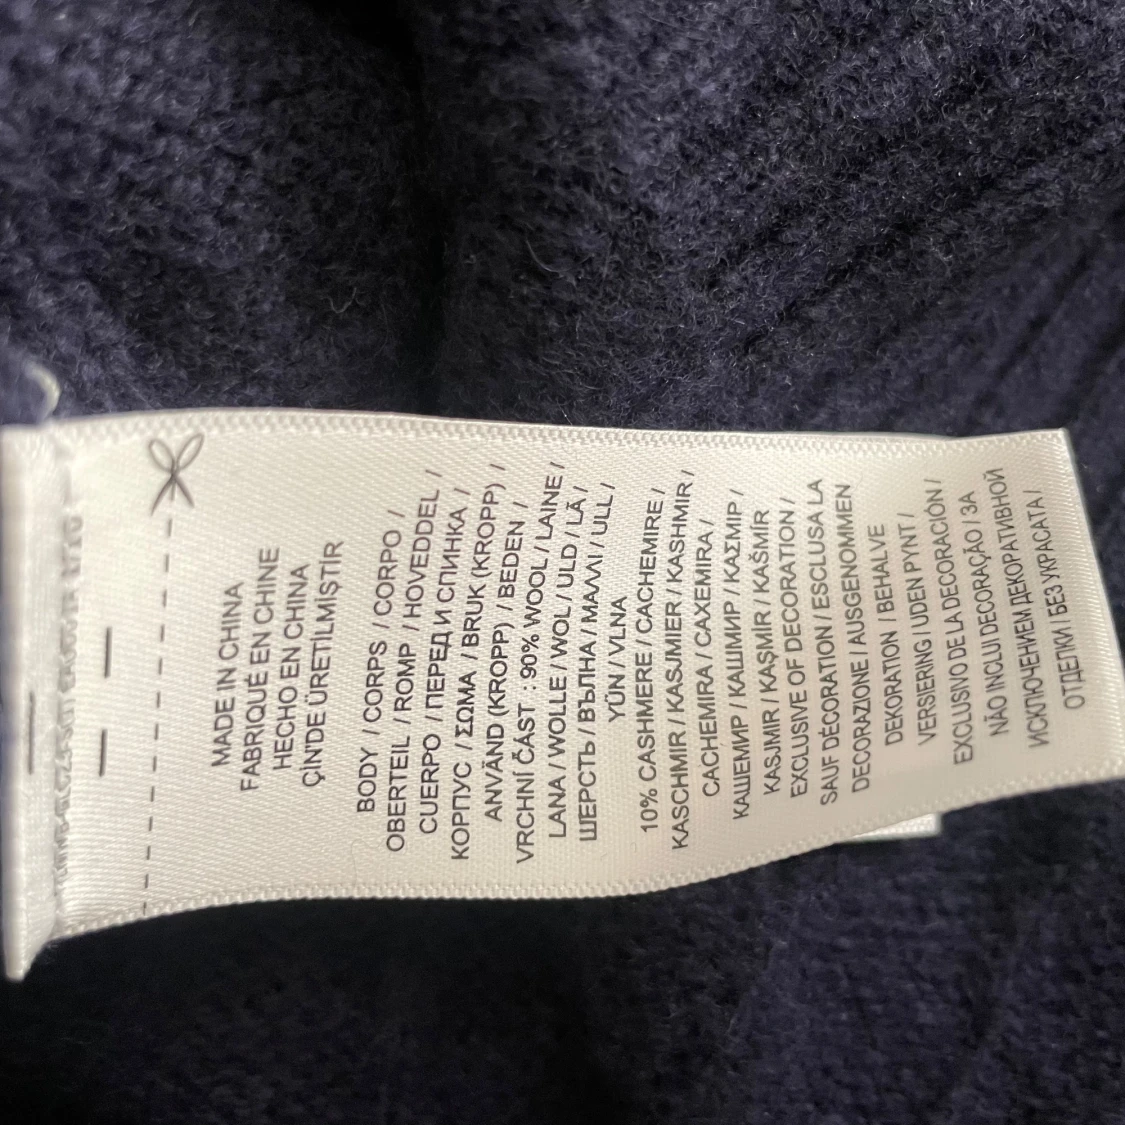 MADE IN CHINA
FABRIQUÉ EN CHINE
HECHO EN CHINA
ÇIN'DE ÜRETİLMİŞTİR
BODY / CORPS / CORPO /
OBERTEIL / ROMP / HOVEDDEL /
CUERPO / ПЕРЕД И СПИНКА /
КОРПУС / ΣΩΜΑ / BRUK (KROPP) /
ANVÄND (KROPP) / BEDEN /
VRCHNÍ ČÁST : 90% WOOL / LAINE /
LANA / WOLLE / WOL / ULD / LÃ /
ШЕРСТЬ / ВЪЛНА / ΜΑΛΛΙ / ULL /
YÜN / VLNA
10% CASHMERE / CACHEMIRE /
KASCHMIR / KASJMIER / KASHMIR /
CACHEMIRA / CAXEMIRA /
КАШЕМИР / КАШМИР / ΚΑΣΜΙΡ /
KASJMIR / KAŞMİR / KAŠMÍR
EXCLUSIVE OF DECORATION /
SAUF DÉCORATION / ESCLUSA LA
DECORAZIONE / AUSGENOMMEN
DEKORATION / BEHALVE
VERSIERING / UDEN PYNT /
EXCLUSIVO DE LA DECORACIÓN /
NÃO INCLUI DECORAÇÃO / ЗА
ИСКЛЮЧЕНИЕМ ДЕКОРАТИВНОЙ
ОТДЕЛКИ / БЕЗ УКРАСАТА /